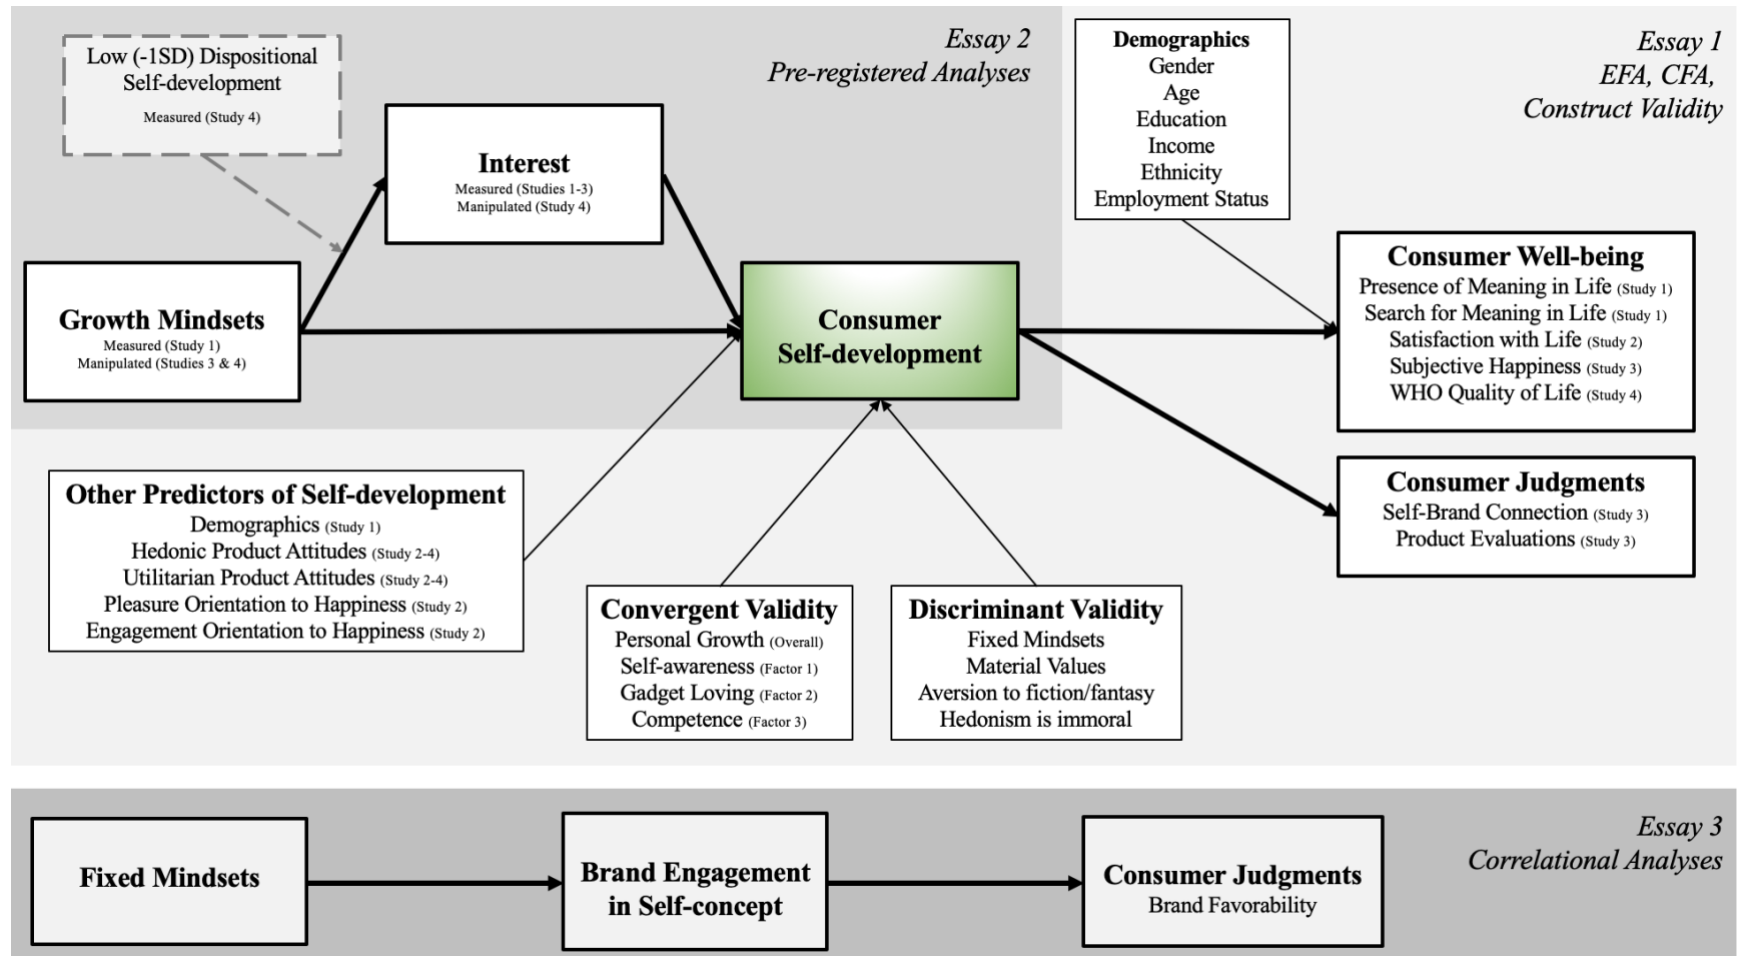 Low (-1SD) Dispositional
Self-development
Measured (Study 4)
Essay 2
Pre-registered Analyses
Interest
Measured (Studies 1-3)
Manipulated (Study 4)
Growth Mindsets
Measured (Study 1)
Manipulated (Studies 3 & 4)
Consumer
Self-development
Demographics
Gender
Age
Education
Income
Ethnicity
Employment Status
Essay 1
EFA, CFA,
Construct Validity
Consumer Well-being
Presence of Meaning in Life (Study 1)
Search for Meaning in Life (Study 1)
Satisfaction with Life (Study 2)
Subjective Happiness (Study 3)
WHO Quality of Life (Study 4)
Consumer Judgments
Self-Brand Connection (Study 3)
Product Evaluations (Study 3)
Other Predictors of Self-development
Demographics (Study 1)
Hedonic Product Attitudes (Study 2-4)
Utilitarian Product Attitudes (Study 2-4)
Pleasure Orientation to Happiness (Study 2)
Engagement Orientation to Happiness (Study 2)
Convergent Validity
Personal Growth (Overall)
Self-awareness (Factor 1)
Gadget Loving (Factor 2)
Competence (Factor 3)
Discriminant Validity
Fixed Mindsets
Material Values
Aversion to fiction/fantasy
Hedonism is immoral
Fixed Mindsets
Brand Engagement
in Self-concept
Consumer Judgments
Brand Favorability
Essay 3
Correlational Analyses